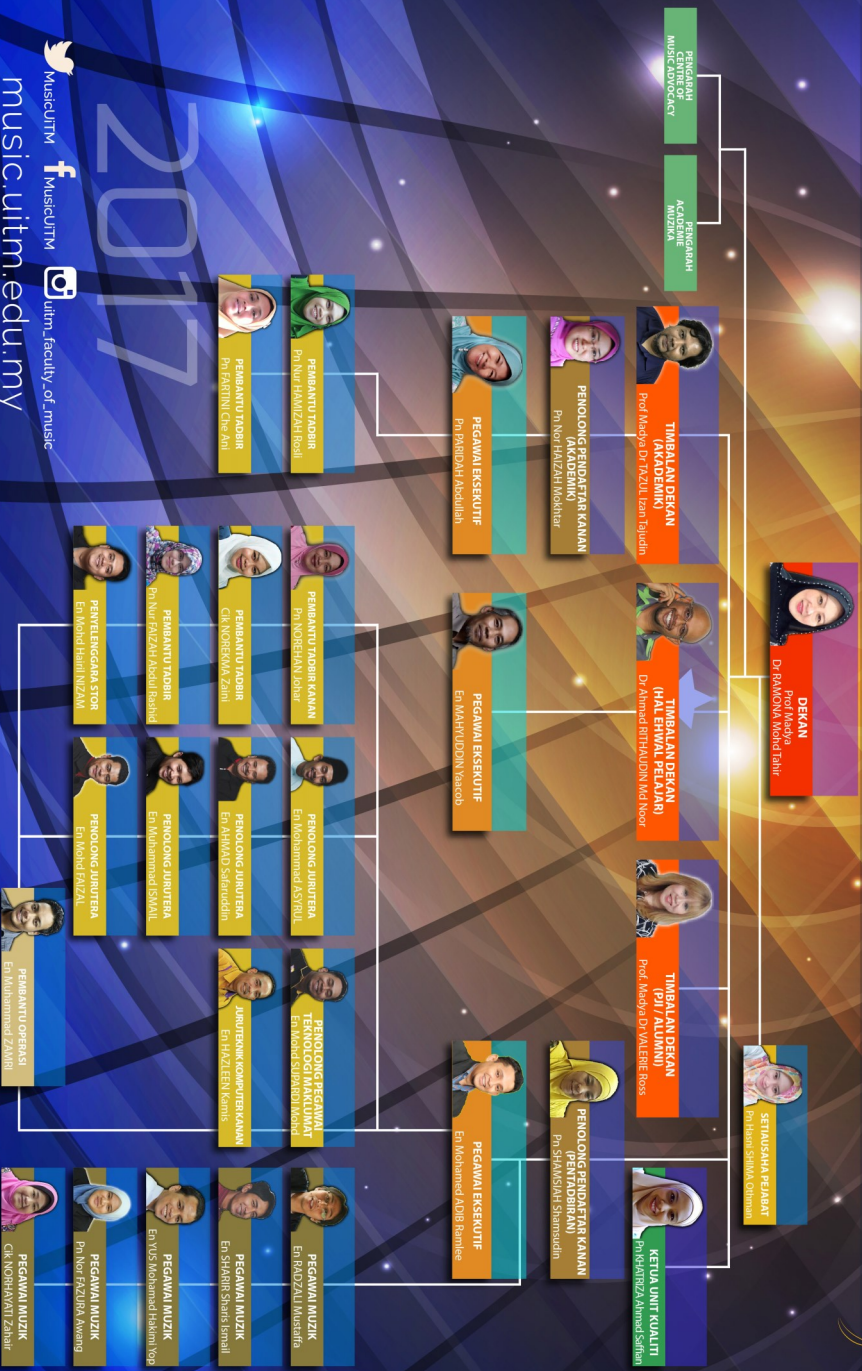 DEKAN
Prof Madya
Dr RAMONA Mohd Tahir
SETIAUSAHA PEJABAT
Pn Hasni SHIMA Othman
PENGARAH
CENTRE OF
MUSIC ADVOCACY
PENGARAH
ACADEMIE
MUZIKA
TIMBALAN DEKAN
(AKADEMIK)
Prof Madya Dr TAZUL Izan Tajudin
TIMBALAN DEKAN
(HAL EHWAL PELAJAR)
Dr Ahmad RITHAUDIN Md Noor
TIMBALAN DEKAN
(PJI / ALUMNI)
Prof. Madya Dr VALERIE Ross
KETUA UNIT KUALITI
Pn KHATRIZA Ahmad Saffian
PENOLONG PENDAFTAR KANAN
(AKADEMIK)
Pn Nor HAIZAH Mokhtar
PENOLONG PENDAFTAR KANAN
(PENTADBIRAN)
Pn SHAMSIAH Shamsudin
PEGAWAI EKSEKUTIF
Pn PARIDAH Abdullah
PEGAWAI EKSEKUTIF
En MAHYUDDIN Yaacob
PEGAWAI EKSEKUTIF
En Mohamed ADIB Ramlee
PEMBANTU TADBIR
Pn Nur HAMIZAH Rosli
PEMBANTU TADBIR KANAN
Pn NOREHAN Johar
PENOLONG JURUTERA
En Mohammad ASYRUL
PENOLONG PEGAWAI
TEKNOLOGI MAKLUMAT
En Mohd SUPARDI Mohd
PEGAWAI MUZIK
En RADZALI Mustaffa
PEMBANTU TADBIR
Pn FARTINI Che Ani
PEMBANTU TADBIR
Cik NOREKMA Zaini
PENOLONG JURUTERA
En AHMAD Safaruddin
JURUTEKNIK KOMPUTER KANAN
En HAZLEEN Kamis
PEGAWAI MUZIK
En SHARIR Sharis Ismail
PEMBANTU TADBIR
Pn Nur FAIZAH Abdul Rashid
PENOLONG JURUTERA
En Muhammad ISMAIL
PEGAWAI MUZIK
En YUS Mohamad Hakimi Yop
PENYELENGGARA STOR
En Mohd Hairil NIZAM
PENOLONG JURUTERA
En Mohd FAIZAL
PEGAWAI MUZIK
Pn Nor FAZURA Awang
PEMBANTU OPERASI
En Muhammad ZAMRI
PEGAWAI MUZIK
Cik NORHAYATI Zahair
2017
MusicUiTM f MusicUiTM uitm_faculty_of_music
music.uitm.edu.my